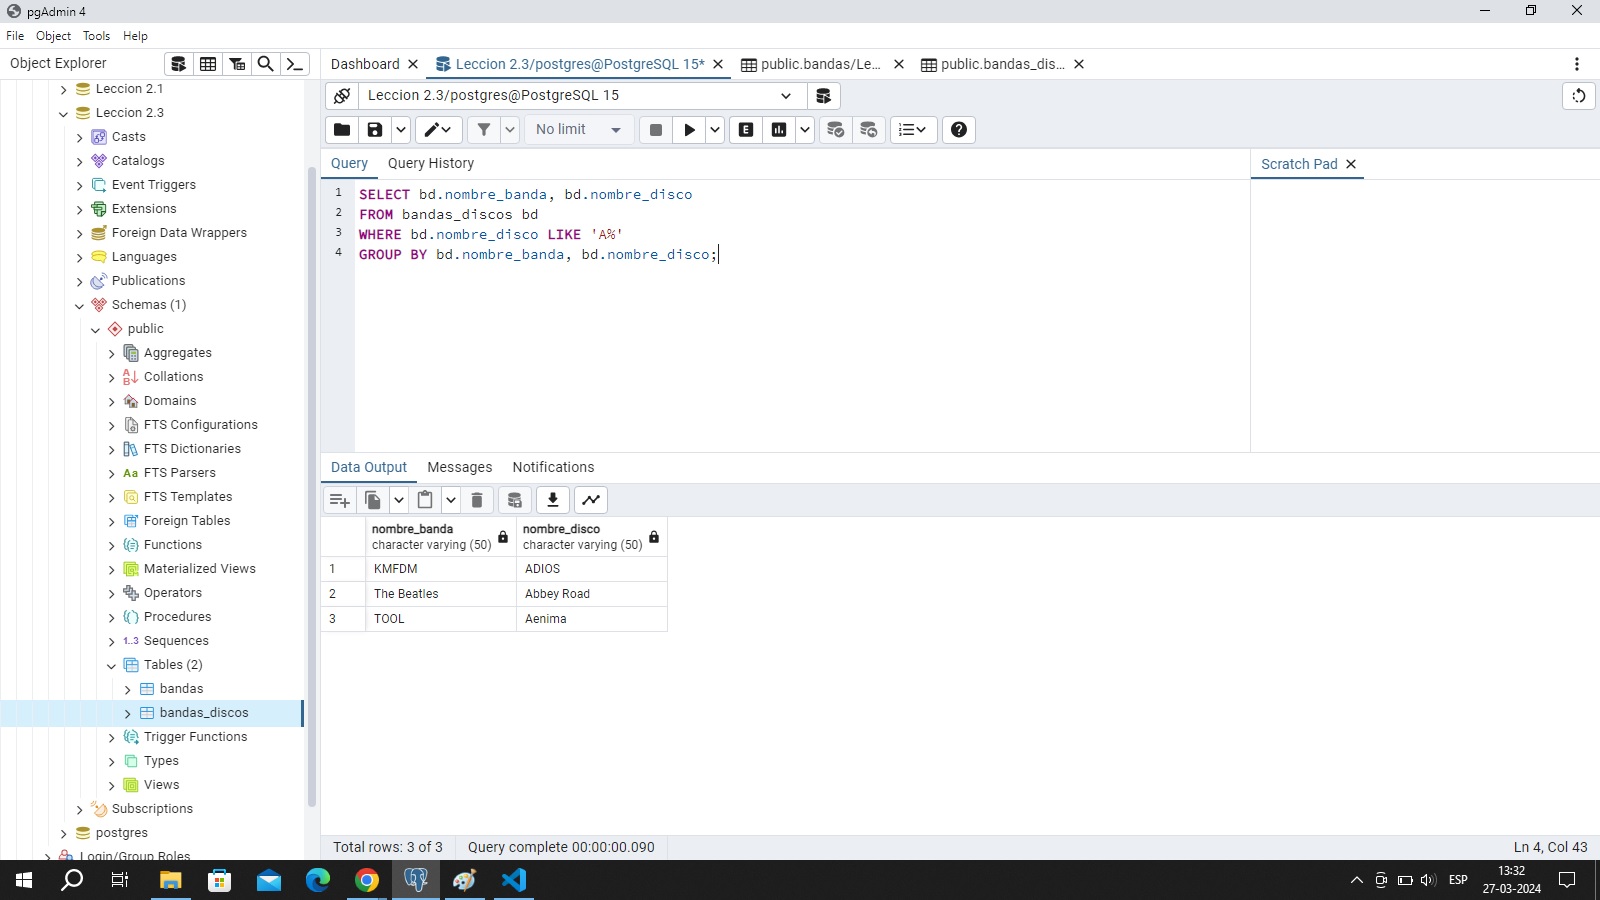 pgAdmin 4
File Object Tools Help
Object Explorer
Dashboard
Leccion 2.3/postgres@PostgreSQL 15*
public.bandas/Le...
public.bandas_dis...
Leccion 2.1
Leccion 2.3
Casts
Catalogs
Event Triggers
Extensions
Foreign Data Wrappers
Languages
Publications
Schemas (1)
public
Aggregates
Collations
Domains
FTS Configurations
FTS Dictionaries
Aa FTS Parsers
FTS Templates
Foreign Tables
Functions
Materialized Views
Operators
Procedures
1..3 Sequences
Tables (2)
bandas
bandas_discos
Trigger Functions
Types
Views
Subscriptions
postgres
Login/Group Roles
Leccion 2.3/postgres@PostgreSQL 15
No limit
E
Query Query History
Scratch Pad
1 SELECT bd.nombre_banda, bd.nombre_disco
2 FROM bandas_discos bd
3 WHERE bd.nombre_disco LIKE 'A%'
4 GROUP BY bd.nombre_banda, bd.nombre_disco;
Data Output Messages Notifications
nombre_banda nombre_disco
character varying (50) character varying (50)
1 KMFDM ADIOS
2 The Beatles Abbey Road
3 TOOL Aenima
Total rows: 3 of 3 Query complete 00:00:00.090 Ln 4, Col 43
ESP
13:32
27-03-2024